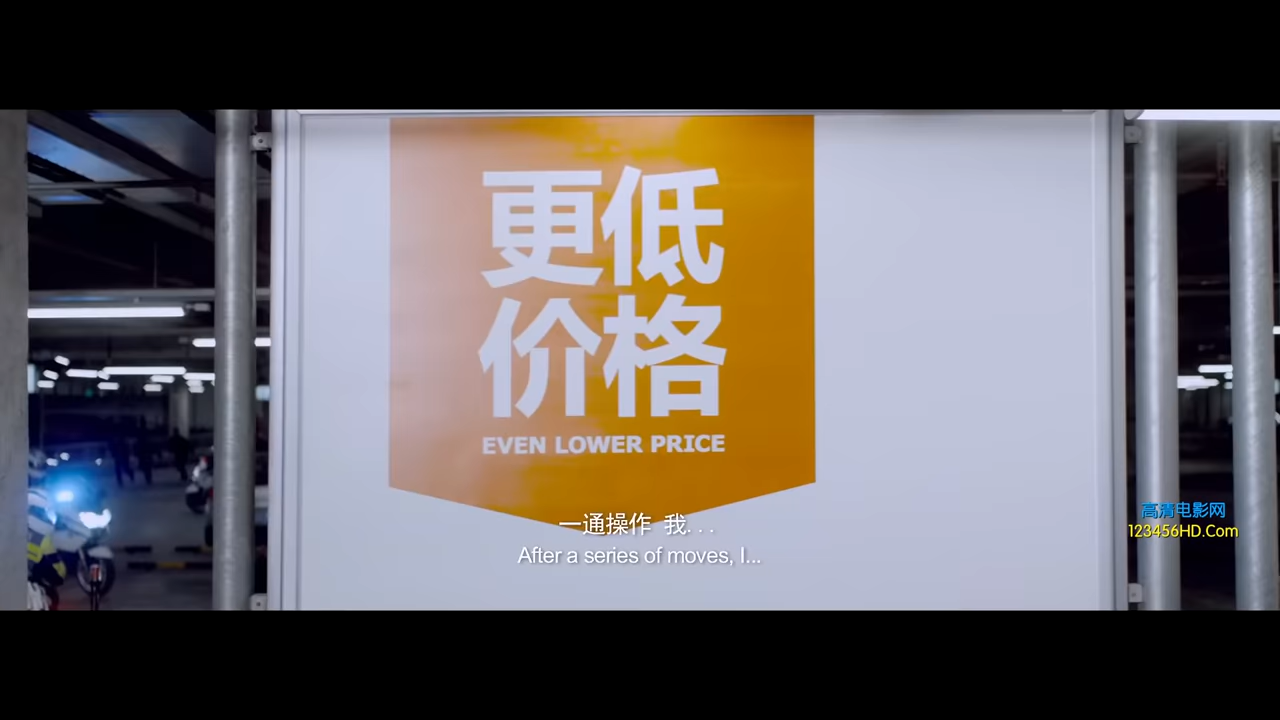 更低
价格
EVEN LOWER PRICE
一通操作 我...
After a series of moves, I...
高清电影网
123456HD.Com